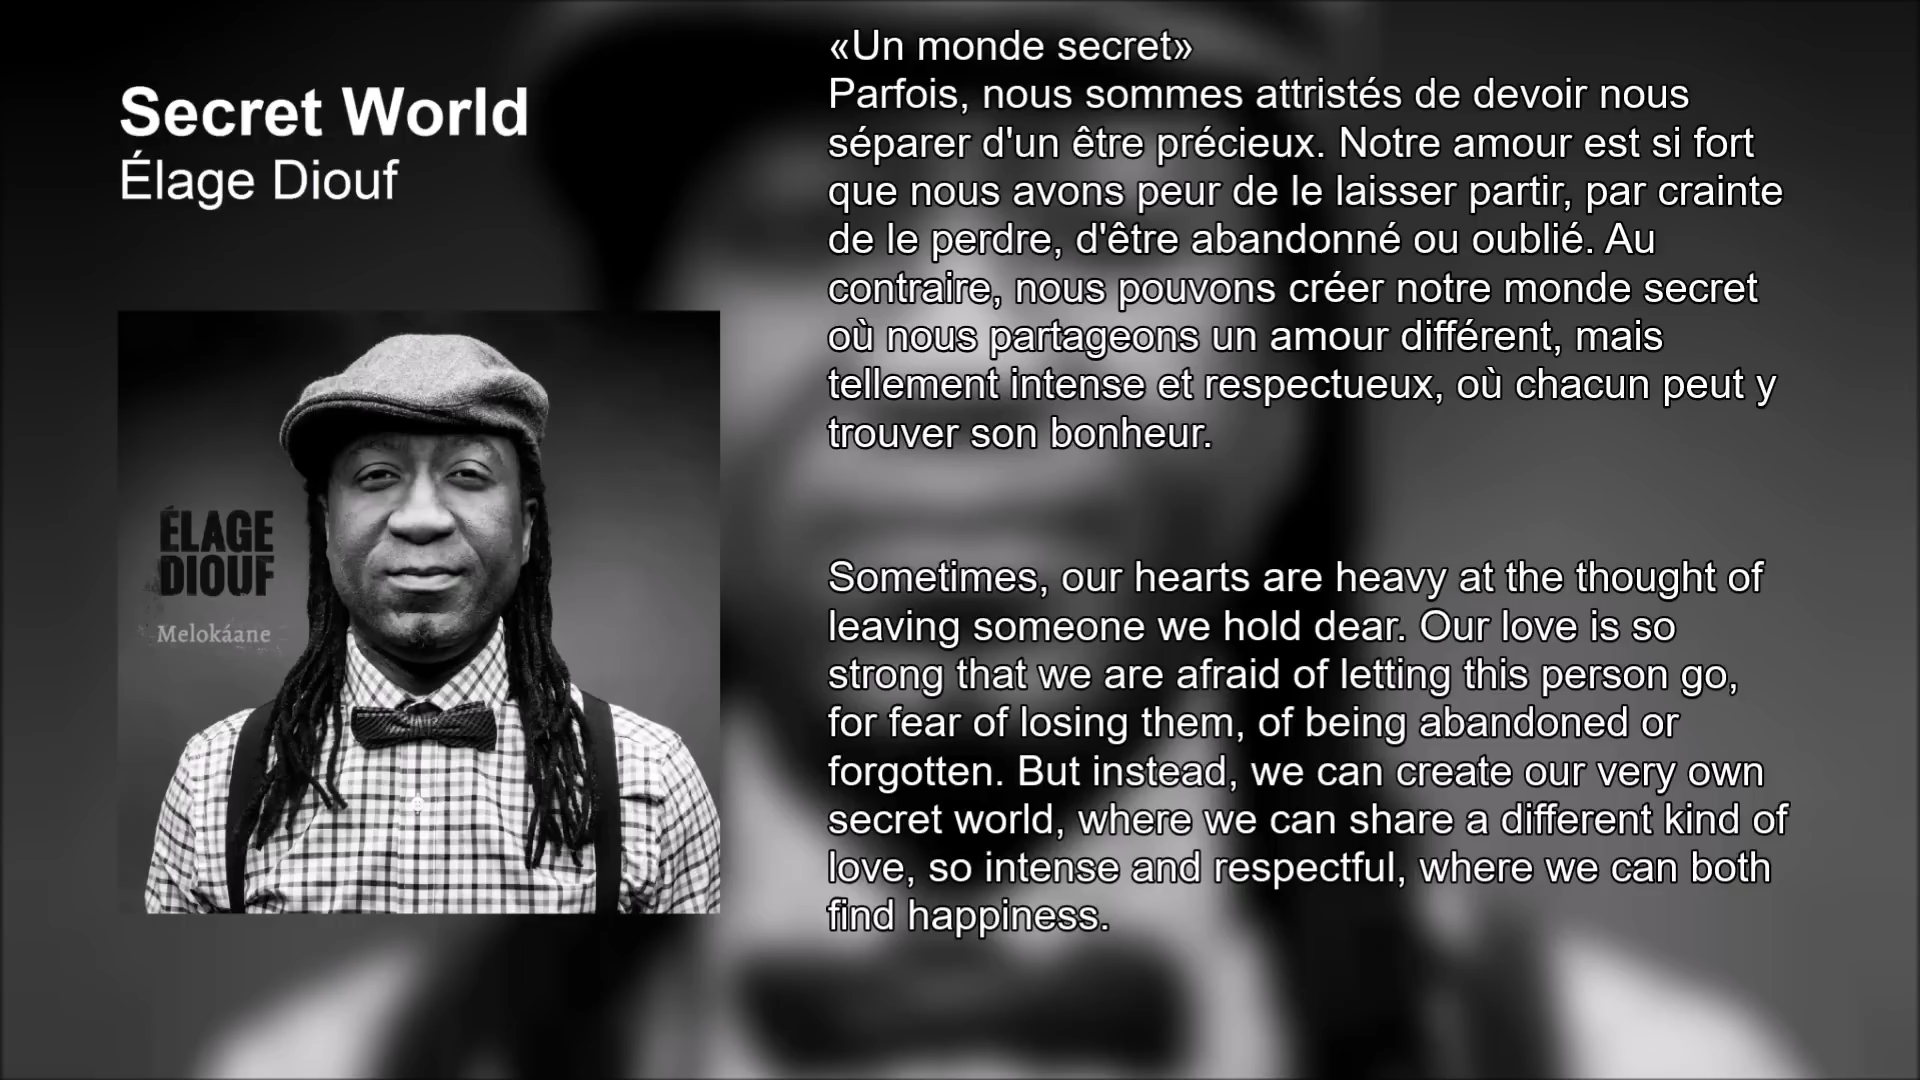 Secret World
Élage Diouf
ÉLAGE
DIOUF
Melokáane
«Un monde secret»
Parfois, nous sommes attristés de devoir nous
séparer d'un être précieux. Notre amour est si fort
que nous avons peur de le laisser partir, par crainte
de le perdre, d'être abandonné ou oublié. Au
contraire, nous pouvons créer notre monde secret
où nous partageons un amour différent, mais
tellement intense et respectueux, où chacun peut y
trouver son bonheur.
Sometimes, our hearts are heavy at the thought of
leaving someone we hold dear. Our love is so
strong that we are afraid of letting this person go,
for fear of losing them, of being abandoned or
forgotten. But instead, we can create our very own
secret world, where we can share a different kind of
love, so intense and respectful, where we can both
find happiness.